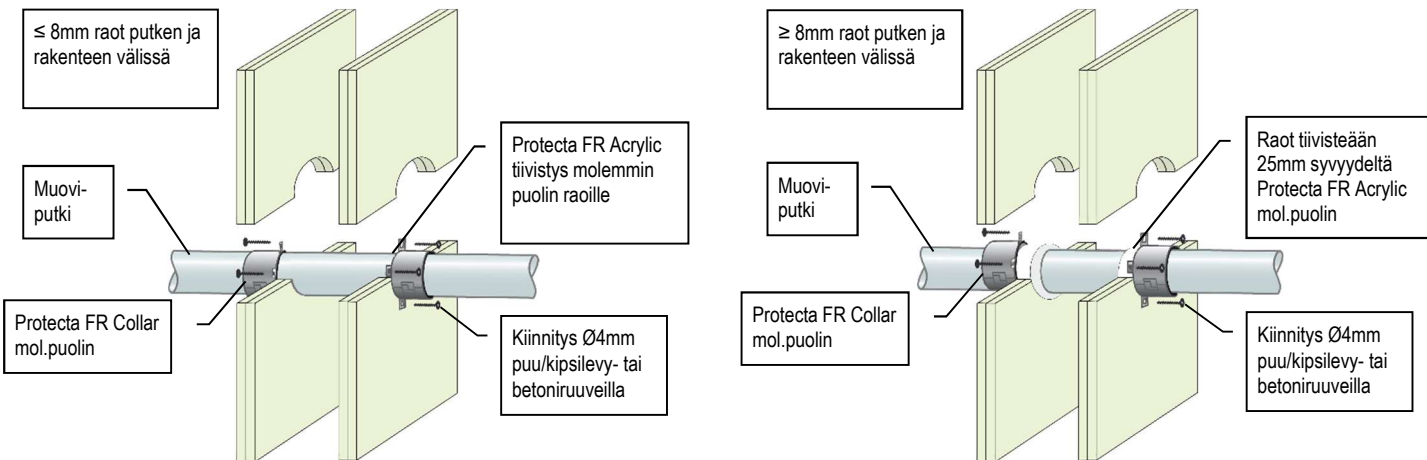 ≤ 8mm raot putken ja
rakenteen välissä
Protecta FR Acrylic
tiivistys molemmin
puolin raoille
Muovi-
putki
Protecta FR Collar
mol.puolin
Kiinnitys Ø4mm
puu/kipsilevy- tai
betoniruuveilla
≥ 8mm raot putken ja
rakenteen välissä
Raot tiivisteään
25mm syvyydeltä
Protecta FR Acrylic
mol.puolin
Muovi-
putki
Protecta FR Collar
mol.puolin
Kiinnitys Ø4mm
puu/kipsilevy- tai
betoniruuveilla